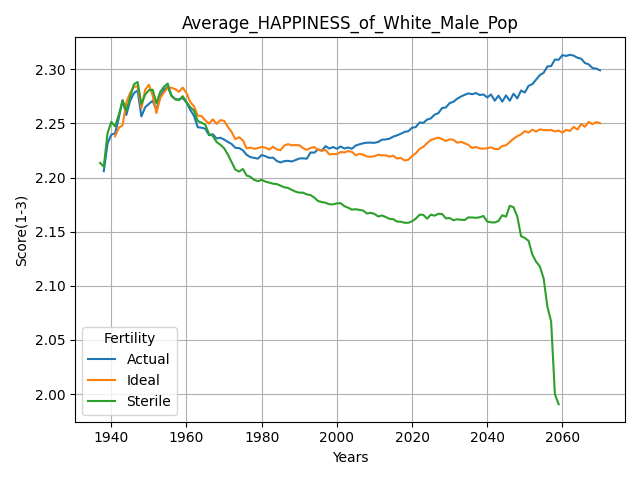 Average_HAPPINESS_of_White_Male_Pop
Score(1-3)
2.30
2.25
2.20
2.15
2.10
2.05
2.00
Fertility
Actual
Ideal
Sterile
1940 1960 1980 2000 2020 2040 2060
Years